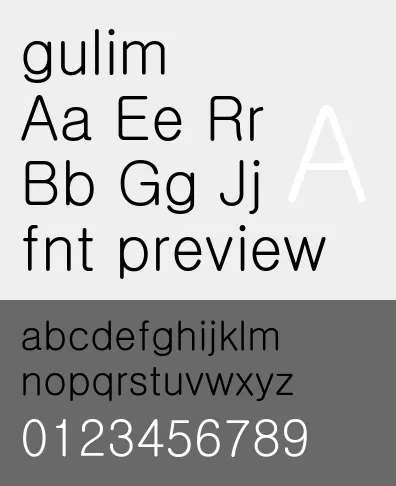 gulim
Aa Ee Rr
A
Bb Gg Jj
fnt preview
abcdefghijklm
nopqrstuvwxyz
0123456789